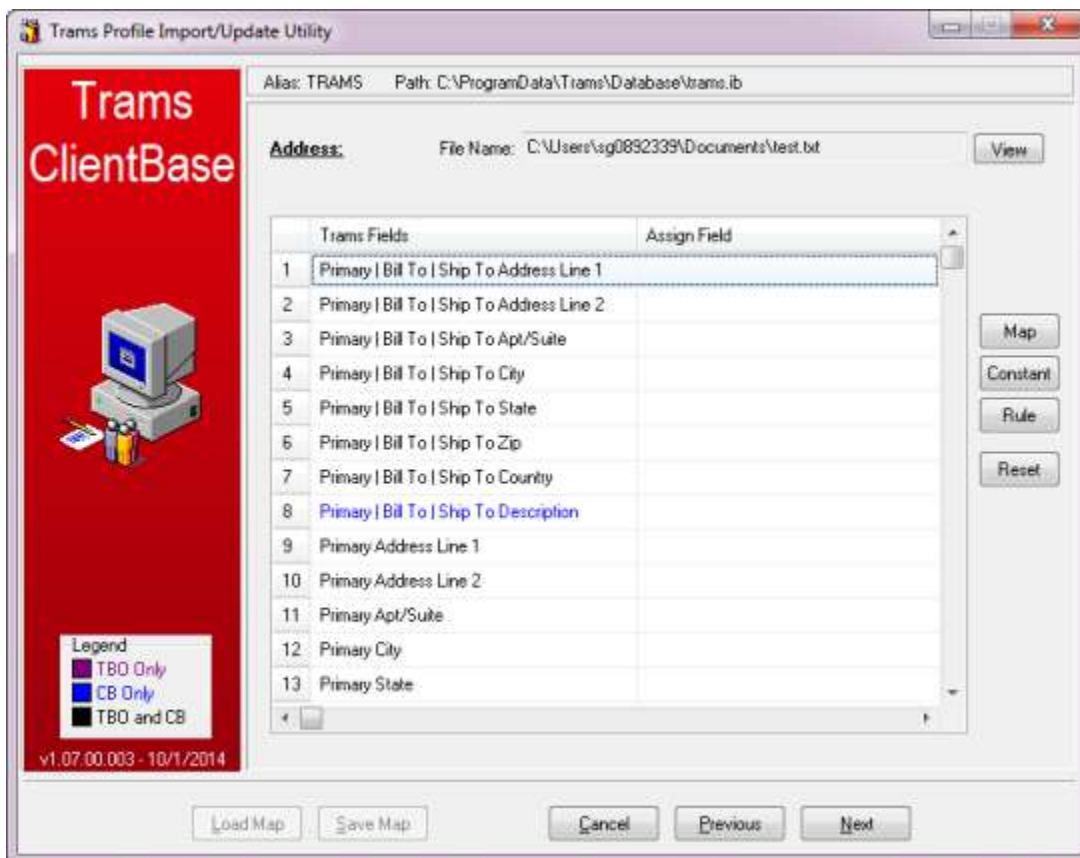 Trams Profile Import/Update Utility
Trams
ClientBase
Alias: TRAMS Path: C:\ProgramData\Trams\Database\trams.ib
Address: File Name: C:\Users\sg0892339\Documents\test.txt View
Trams Fields Assign Field
1 Primary | Bill To | Ship To Address Line 1
2 Primary | Bill To | Ship To Address Line 2
3 Primary | Bill To | Ship To Apt/Suite
4 Primary | Bill To | Ship To City
5 Primary | Bill To | Ship To State
6 Primary | Bill To | Ship To Zip
7 Primary | Bill To | Ship To Country
8 Primary | Bill To | Ship To Description
9 Primary Address Line 1
10 Primary Address Line 2
11 Primary Apt/Suite
12 Primary City
13 Primary State
Map
Constant
Rule
Reset
Legend
TBO Only
CB Only
TBO and CB
v1.07.00.003 - 10/1/2014
Load Map Save Map Cancel Previous Next